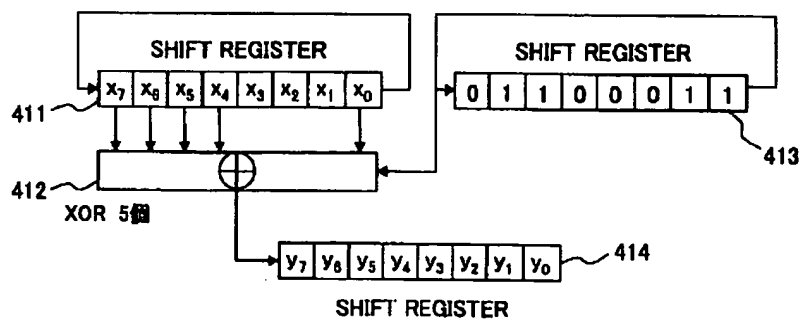 SHIFT REGISTER
x7 x6 x5 x4 x3 x2 x1 x0
411
SHIFT REGISTER
0 1 1 0 0 0 1 1
413
412
XOR 5個
y7 y6 y5 y4 y3 y2 y1 y0
414
SHIFT REGISTER